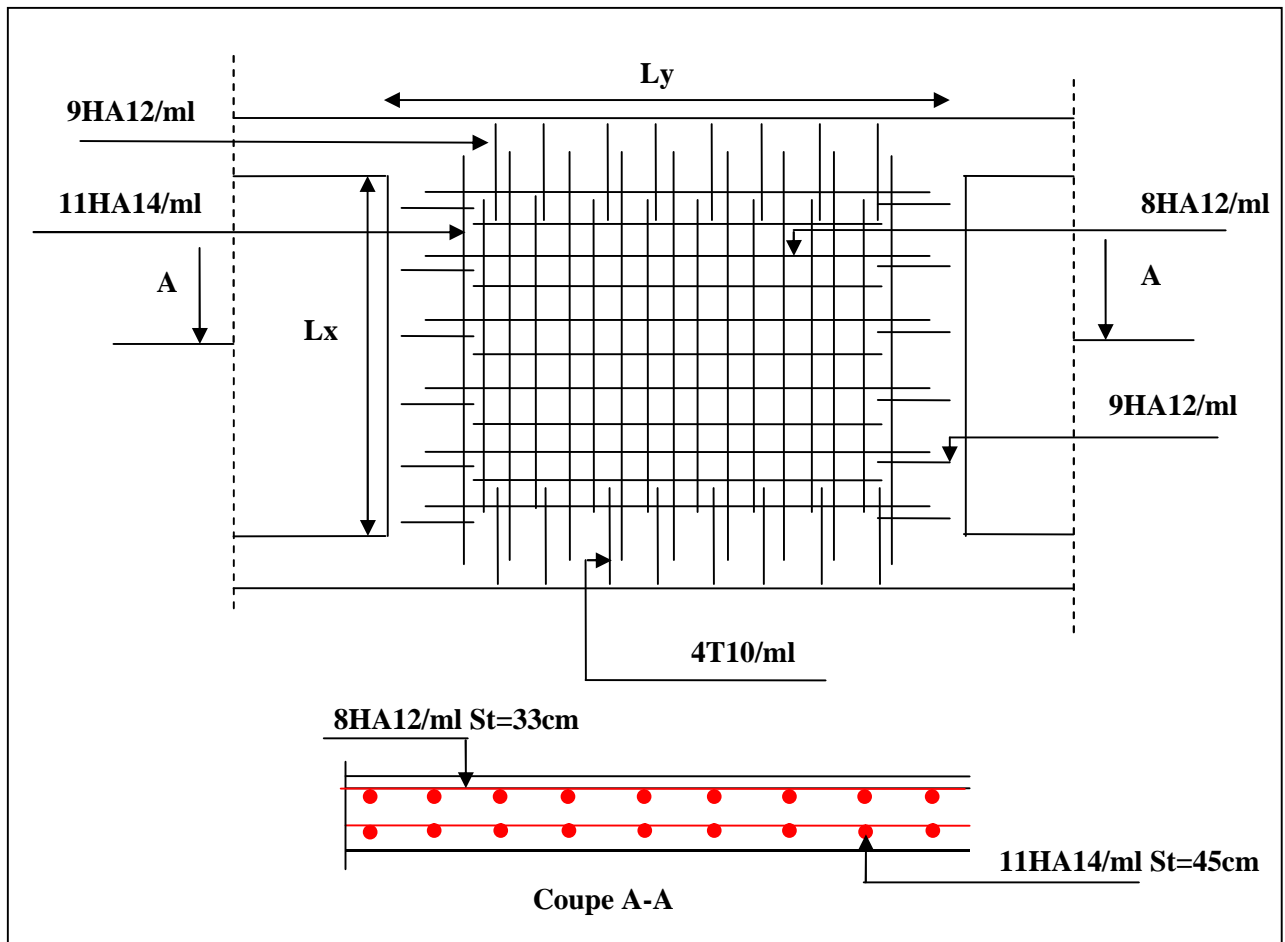 Ly
9HA12/ml
11HA14/ml
8HA12/ml
A
A
Lx
9HA12/ml
4T10/ml
8HA12/ml St=33cm
11HA14/ml St=45cm
Coupe A-A